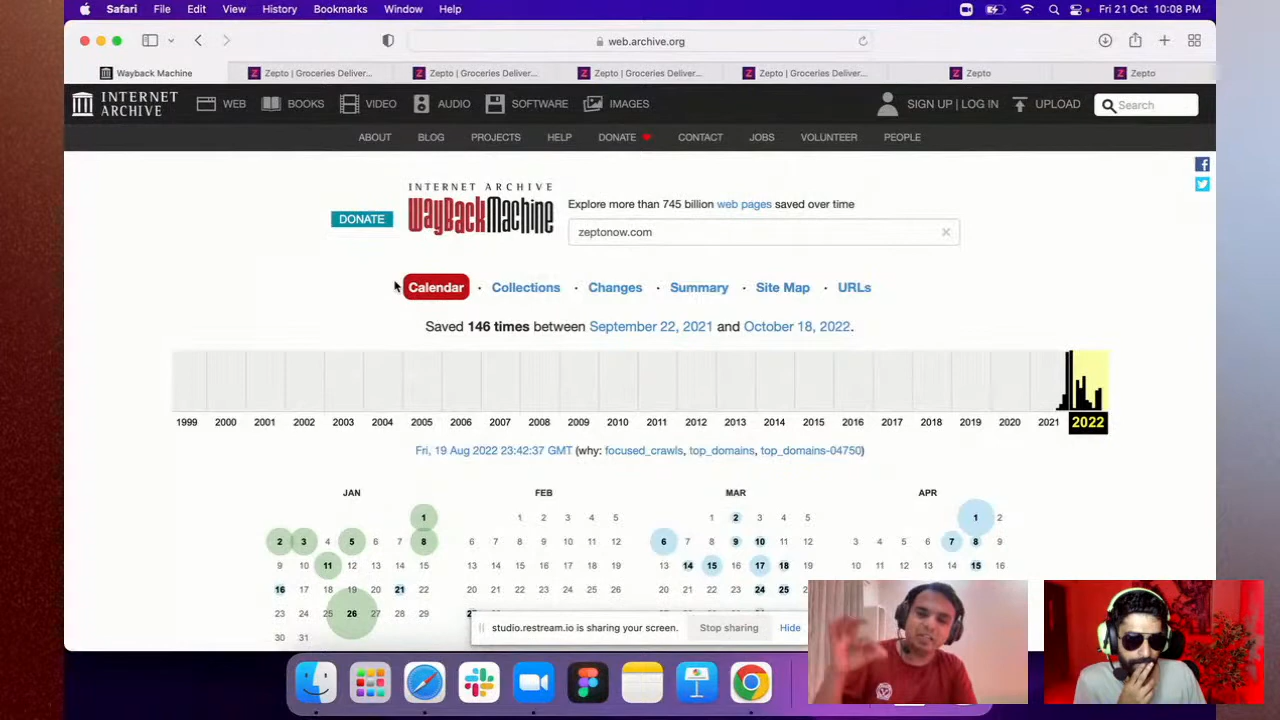 Safari File Edit View History Bookmarks Window Help Fri 21 Oct 10:08 PM
web.archive.org
Wayback Machine Zepto | Groceries Deliver... Zepto | Groceries Deliver... Zepto | Groceries Deliver... Zepto | Groceries Deliver... Zepto Zepto
INTERNET ARCHIVE WEB BOOKS VIDEO AUDIO SOFTWARE IMAGES SIGN UP | LOG IN UPLOAD Search
ABOUT BLOG PROJECTS HELP DONATE CONTACT JOBS VOLUNTEER PEOPLE
INTERNET ARCHIVE
WayBackMachine
DONATE
Explore more than 745 billion web pages saved over time
zeptonow.com
Calendar · Collections · Changes · Summary · Site Map · URLs
Saved 146 times between September 22, 2021 and October 18, 2022.
1999 2000 2001 2002 2003 2004 2005 2006 2007 2008 2009 2010 2011 2012 2013 2014 2015 2016 2017 2018 2019 2020 2021 2022
Fri, 19 Aug 2022 23:42:37 GMT (why: focused_crawls, top_domains, top_domains-04750)
JAN FEB MAR APR
1 1 2 3 4 5 1 2 3 4 5 1 2
2 3 4 5 6 7 8 6 7 8 9 10 11 12 6 7 8 9 10 11 12 3 4 5 6 7 8 9
9 10 11 12 13 14 15 13 14 15 16 17 18 19 13 14 15 16 17 18 19 10 11 12 13 14 15 16
16 17 18 19 20 21 22 20 21 22 23 24 25 26 20 21 22 23 24 25 26
23 24 25 26 27 28 29
30 31
studio.restream.io is sharing your screen. Stop sharing Hide